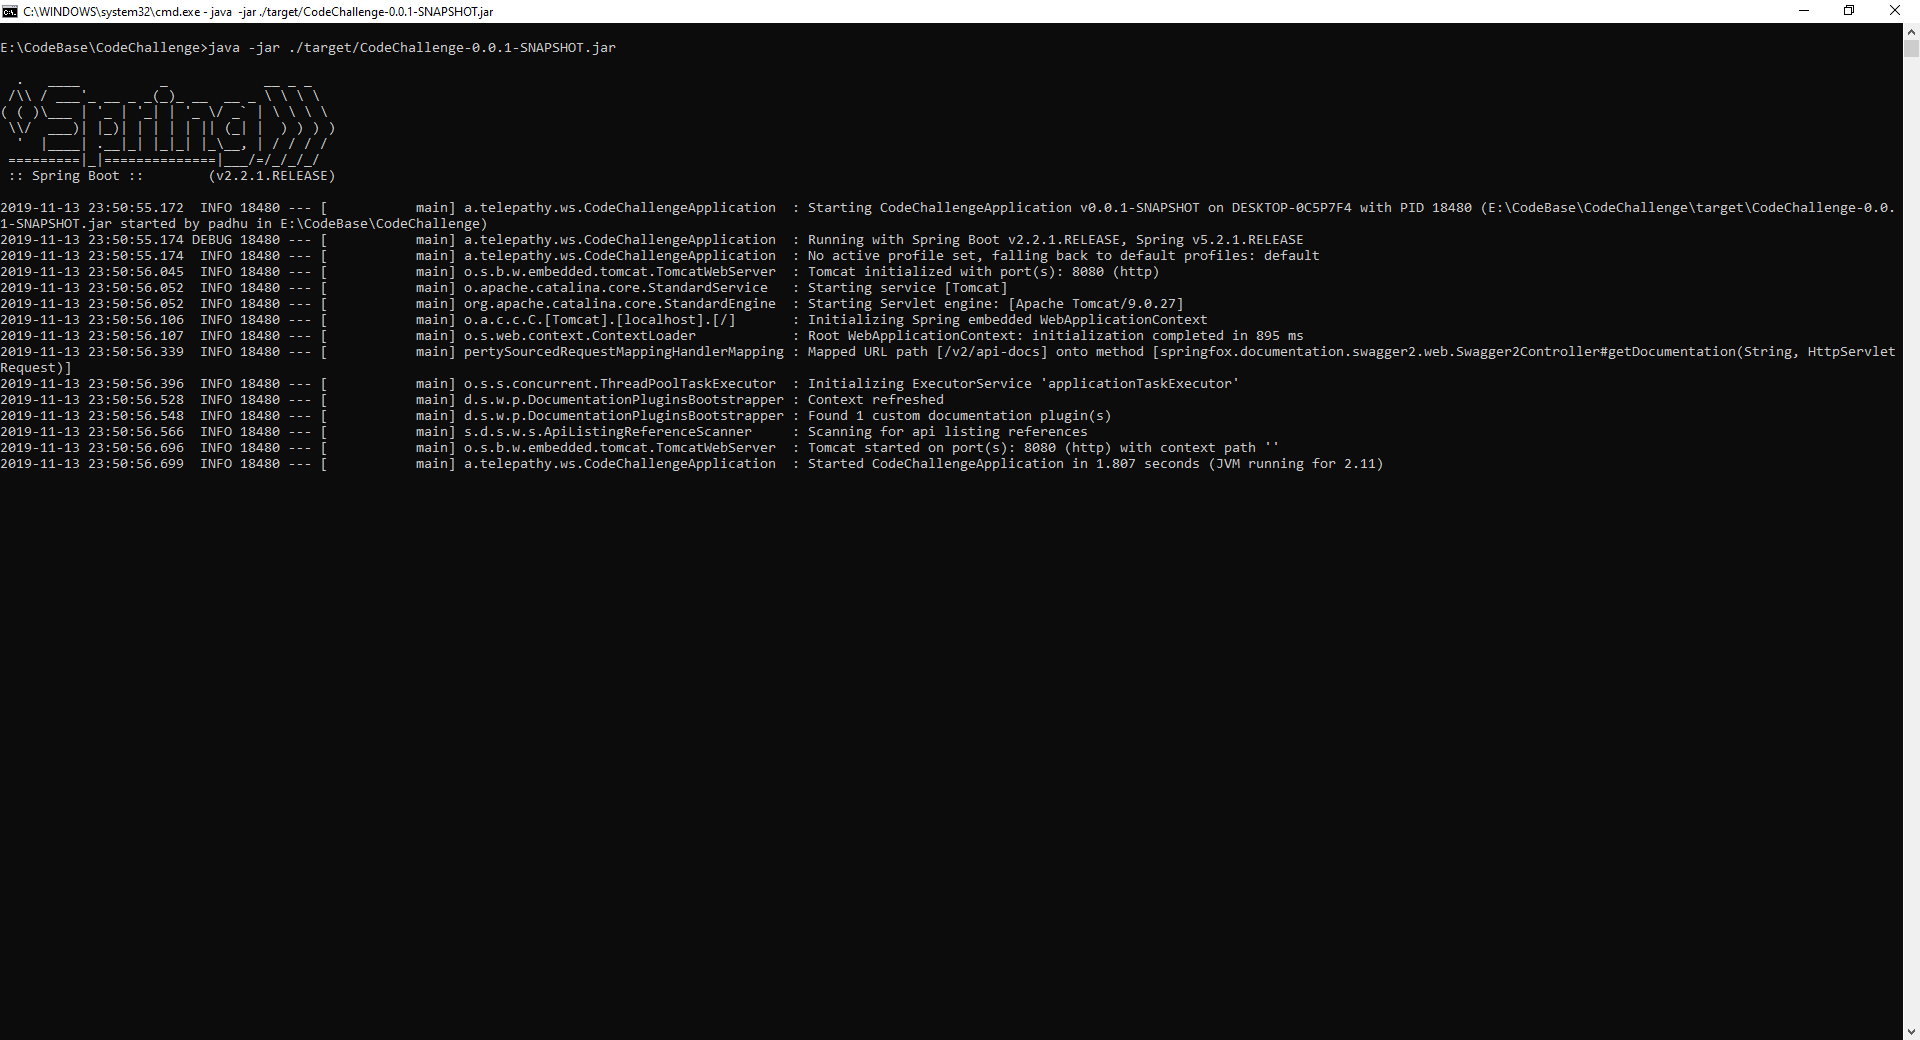 C:\WINDOWS\system32\cmd.exe - java  -jar ./target/CodeChallenge-0.0.1-SNAPSHOT.jar
E:\CodeBase\CodeChallenge>java -jar ./target/CodeChallenge-0.0.1-SNAPSHOT.jar
  .   ____          _            __ _ _
 /\\ / ___'_ __ _ _(_)_ __  __ _ \ \ \ \
( ( )\___ | '_ | '_| | '_ \/ _` | \ \ \ \
 \\/  ___)| |_)| | | | | || (_| |  ) ) ) )
  '  |____| .__|_| |_|_| |_\__, | / / / /
 =========|_|==============|___/=/_/_/_/
 :: Spring Boot ::        (v2.2.1.RELEASE)
2019-11-13 23:50:55.172  INFO 18480 --- [           main] a.telepathy.ws.CodeChallengeApplication  : Starting CodeChallengeApplication v0.0.1-SNAPSHOT on DESKTOP-0C5P7F4 with PID 18480 (E:\CodeBase\CodeChallenge\target\CodeChallenge-0.0.
1-SNAPSHOT.jar started by padhu in E:\CodeBase\CodeChallenge)
2019-11-13 23:50:55.174 DEBUG 18480 --- [           main] a.telepathy.ws.CodeChallengeApplication  : Running with Spring Boot v2.2.1.RELEASE, Spring v5.2.1.RELEASE
2019-11-13 23:50:55.174  INFO 18480 --- [           main] a.telepathy.ws.CodeChallengeApplication  : No active profile set, falling back to default profiles: default
2019-11-13 23:50:56.045  INFO 18480 --- [           main] o.s.b.w.embedded.tomcat.TomcatWebServer  : Tomcat initialized with port(s): 8080 (http)
2019-11-13 23:50:56.052  INFO 18480 --- [           main] o.apache.catalina.core.StandardService   : Starting service [Tomcat]
2019-11-13 23:50:56.052  INFO 18480 --- [           main] org.apache.catalina.core.StandardEngine  : Starting Servlet engine: [Apache Tomcat/9.0.27]
2019-11-13 23:50:56.106  INFO 18480 --- [           main] o.a.c.c.C.[Tomcat].[localhost].[/]       : Initializing Spring embedded WebApplicationContext
2019-11-13 23:50:56.107  INFO 18480 --- [           main] o.s.web.context.ContextLoader            : Root WebApplicationContext: initialization completed in 895 ms
2019-11-13 23:50:56.339  INFO 18480 --- [           main] pertySourcedRequestMappingHandlerMapping : Mapped URL path [/v2/api-docs] onto method [springfox.documentation.swagger2.web.Swagger2Controller#getDocumentation(String, HttpServlet
Request)]
2019-11-13 23:50:56.396  INFO 18480 --- [           main] o.s.s.concurrent.ThreadPoolTaskExecutor  : Initializing ExecutorService 'applicationTaskExecutor'
2019-11-13 23:50:56.528  INFO 18480 --- [           main] d.s.w.p.DocumentationPluginsBootstrapper : Context refreshed
2019-11-13 23:50:56.548  INFO 18480 --- [           main] d.s.w.p.DocumentationPluginsBootstrapper : Found 1 custom documentation plugin(s)
2019-11-13 23:50:56.566  INFO 18480 --- [           main] s.d.s.w.s.ApiListingReferenceScanner     : Scanning for api listing references
2019-11-13 23:50:56.696  INFO 18480 --- [           main] o.s.b.w.embedded.tomcat.TomcatWebServer  : Tomcat started on port(s): 8080 (http) with context path ''
2019-11-13 23:50:56.699  INFO 18480 --- [           main] a.telepathy.ws.CodeChallengeApplication  : Started CodeChallengeApplication in 1.807 seconds (JVM running for 2.11)